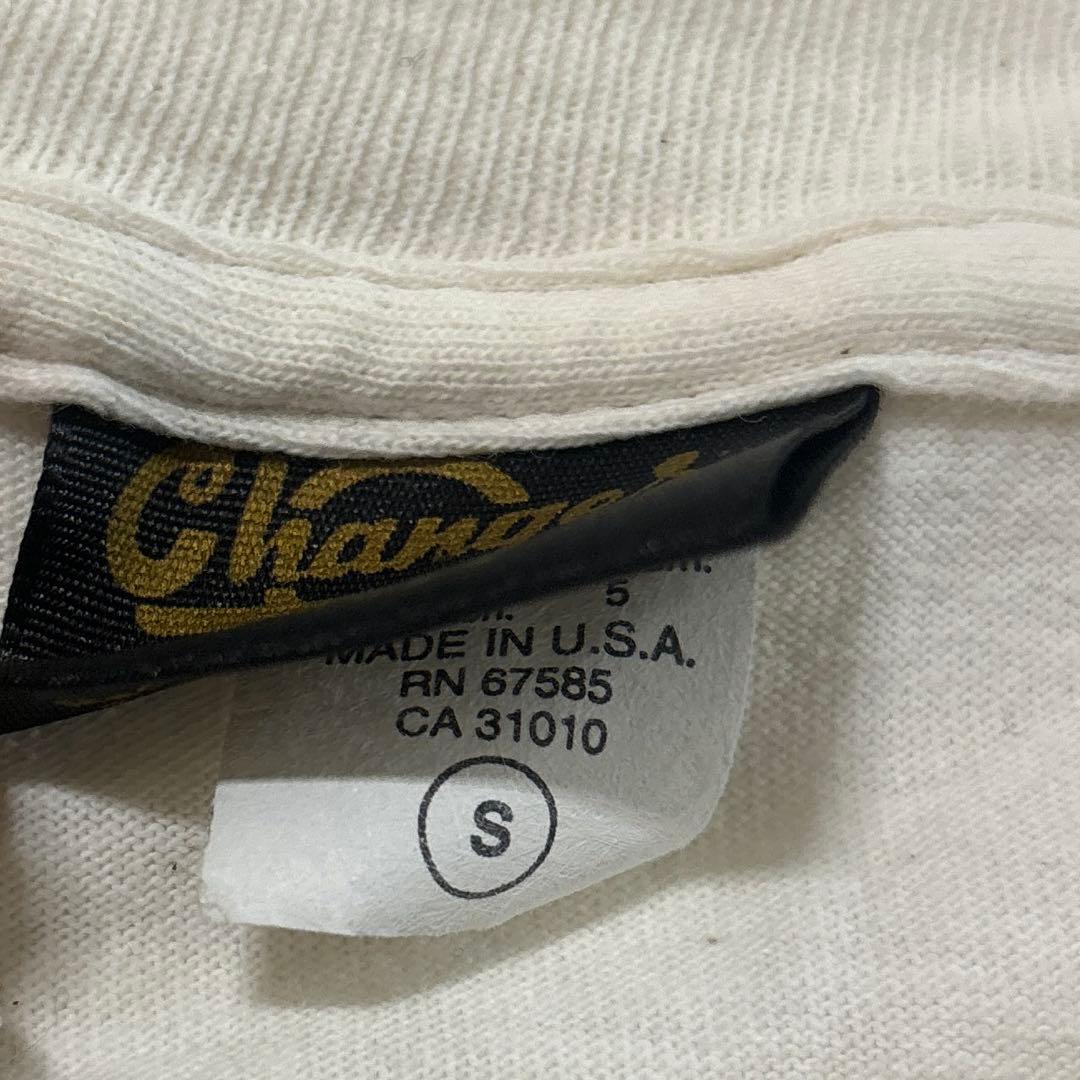 Changes
5
MADE IN U.S.A.
RN 67585
CA 31010
S